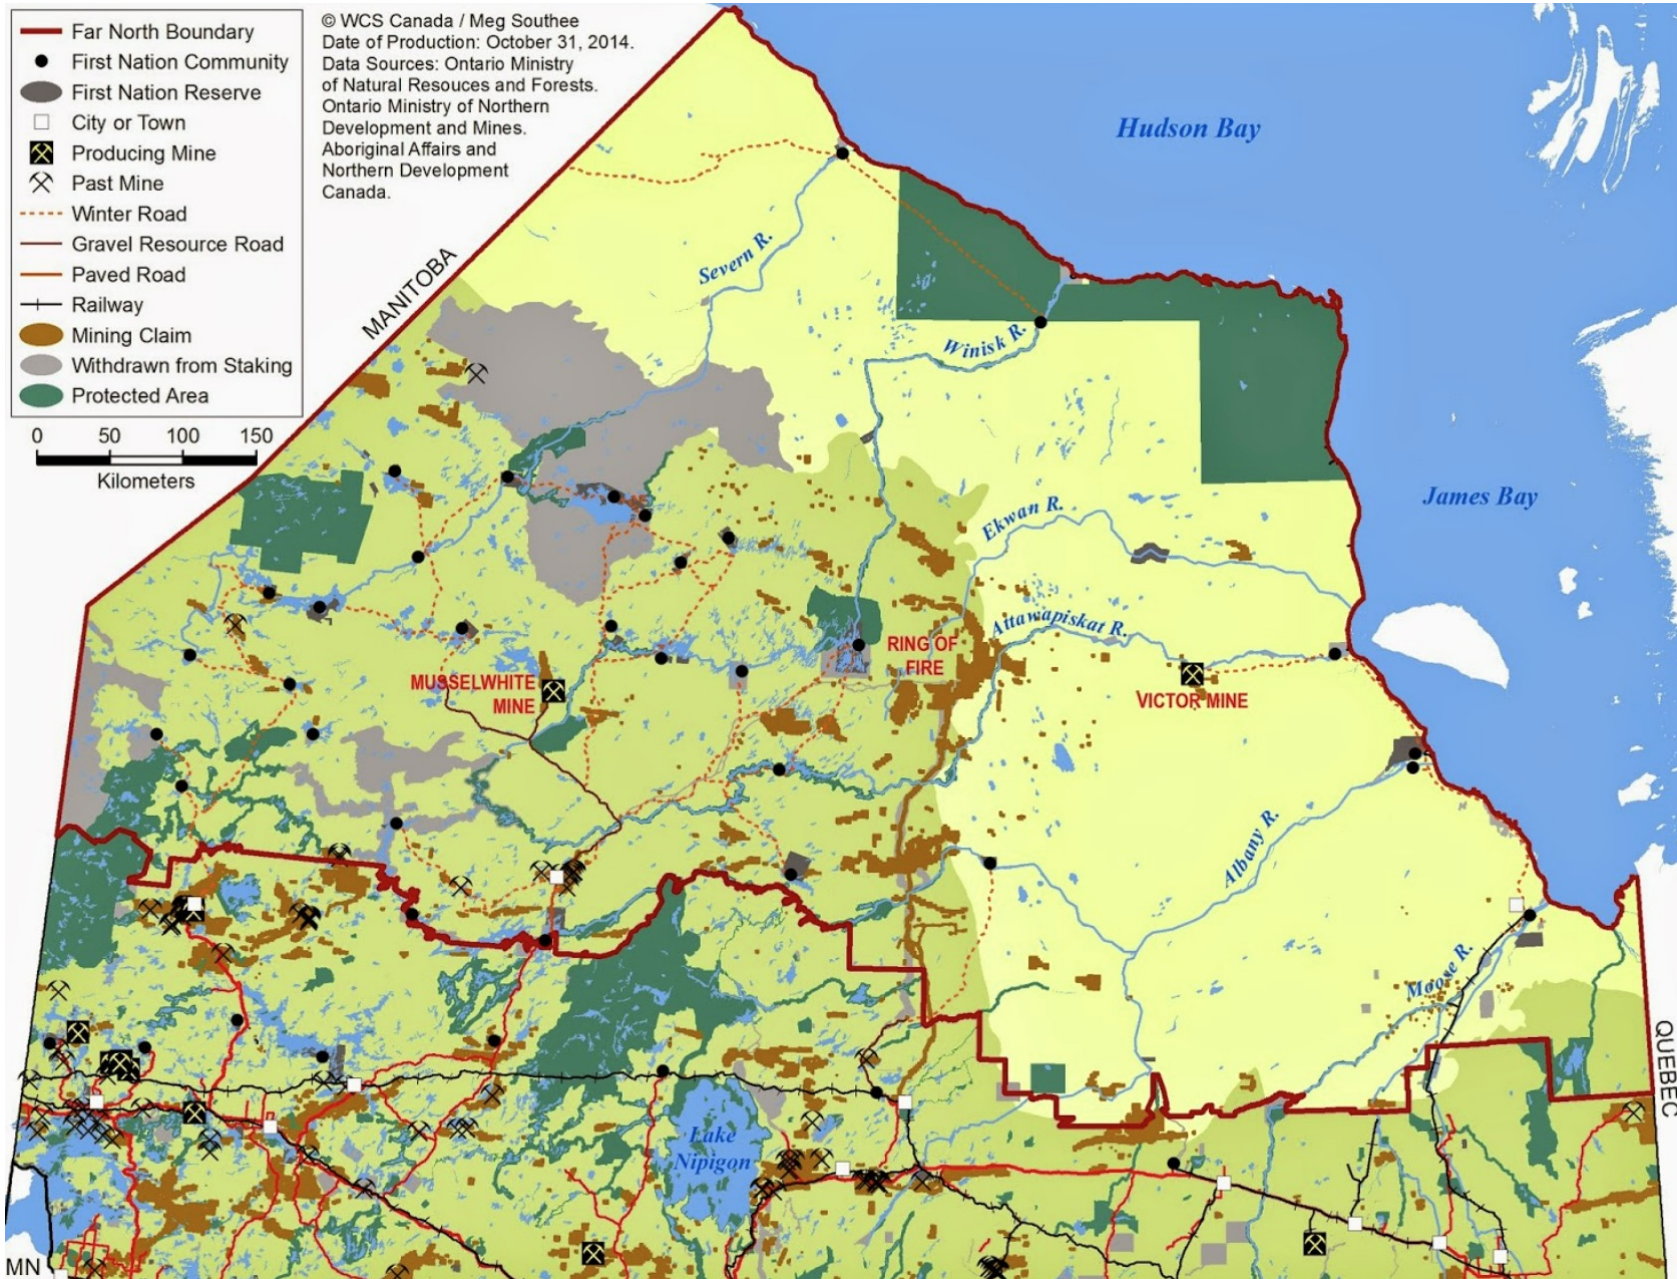 Far North Boundary
First Nation Community
First Nation Reserve
City or Town
Producing Mine
Past Mine
Winter Road
Gravel Resource Road
Paved Road
Railway
Mining Claim
Withdrawn from Staking
Protected Area
0 50 100 150
Kilometers
© WCS Canada / Meg Southee
Date of Production: October 31, 2014.
Data Sources: Ontario Ministry
of Natural Resouces and Forests.
Ontario Ministry of Northern
Development and Mines.
Aboriginal Affairs and
Northern Development
Canada.
Hudson Bay
MANITOBA
Severn R.
Winisk R.
James Bay
Ekwan R.
Attawapiskat R.
RING OF
FIRE
MUSSELWHITE
MINE
VICTOR MINE
Albany R.
Moose R.
QUEBEC
Lake
Nipigon
MN